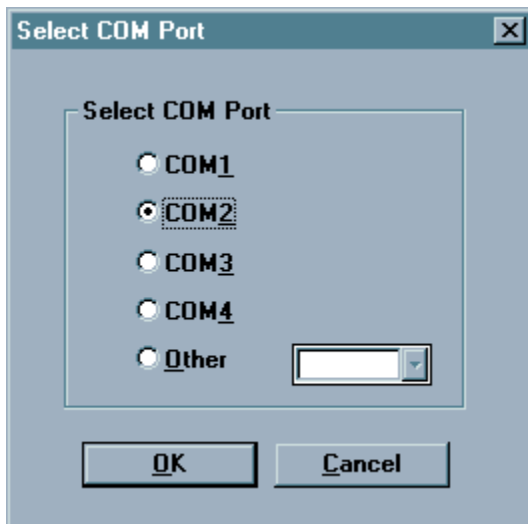 Select COM Port
Select COM Port
COM1
COM2
COM3
COM4
Other
OK
Cancel